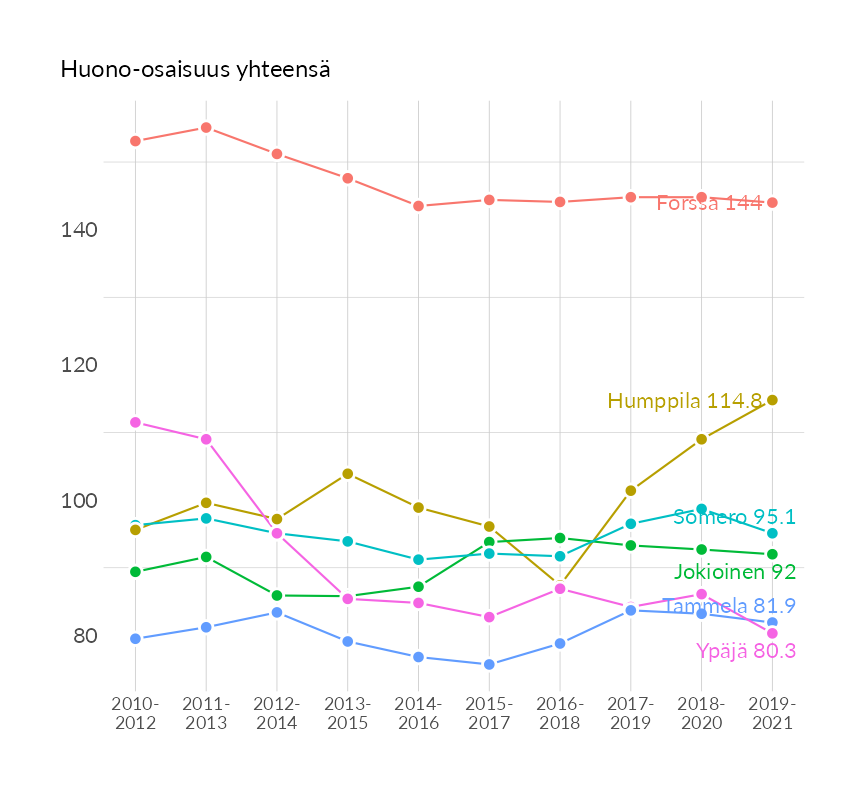 Huono-osaisuus yhteensä
140
120
100
80
Forssa 144
Humppila 114.8
Somero 95.1
Jokioinen 92
Tammela 81.9
Ypäjä 80.3
2010-2012
2011-2013
2012-2014
2013-2015
2014-2016
2015-2017
2016-2018
2017-2019
2018-2020
2019-2021